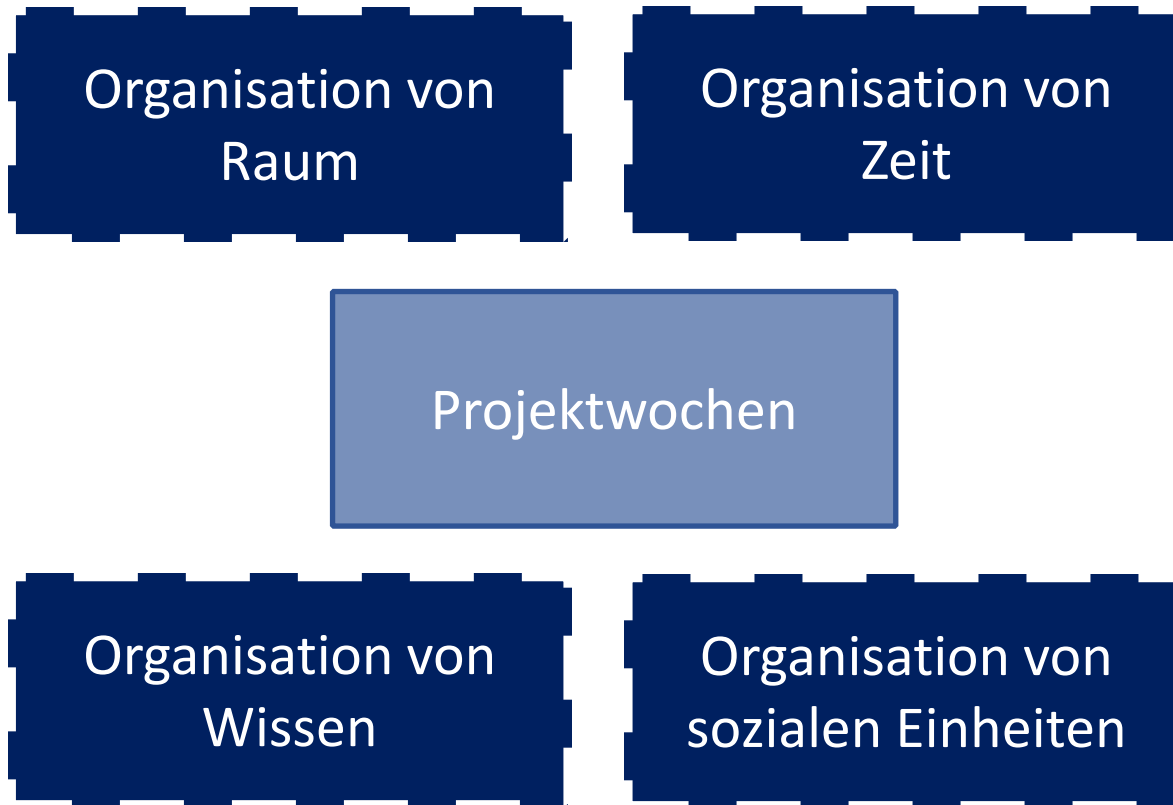 Organisation von
Raum
Organisation von
Zeit
Projektwochen
Organisation von
Wissen
Organisation von
sozialen Einheiten